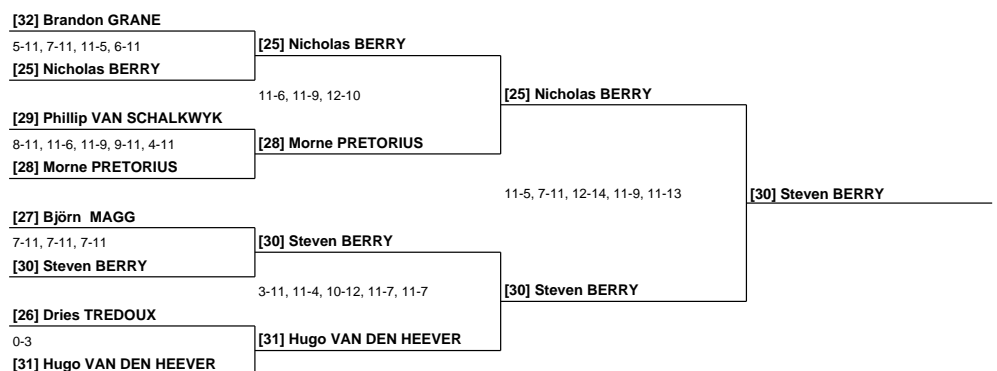 [32] Brandon GRANE
5-11, 7-11, 11-5, 6-11
[25] Nicholas BERRY
[25] Nicholas BERRY
11-6, 11-9, 12-10
[25] Nicholas BERRY
[29] Phillip VAN SCHALKWYK
8-11, 11-6, 11-9, 9-11, 4-11
[28] Morne PRETORIUS
[28] Morne PRETORIUS
11-5, 7-11, 12-14, 11-9, 11-13
[30] Steven BERRY
[27] Björn  MAGG
7-11, 7-11, 7-11
[30] Steven BERRY
[30] Steven BERRY
3-11, 11-4, 10-12, 11-7, 11-7
[30] Steven BERRY
[26] Dries TREDOUX
0-3
[31] Hugo VAN DEN HEEVER
[31] Hugo VAN DEN HEEVER